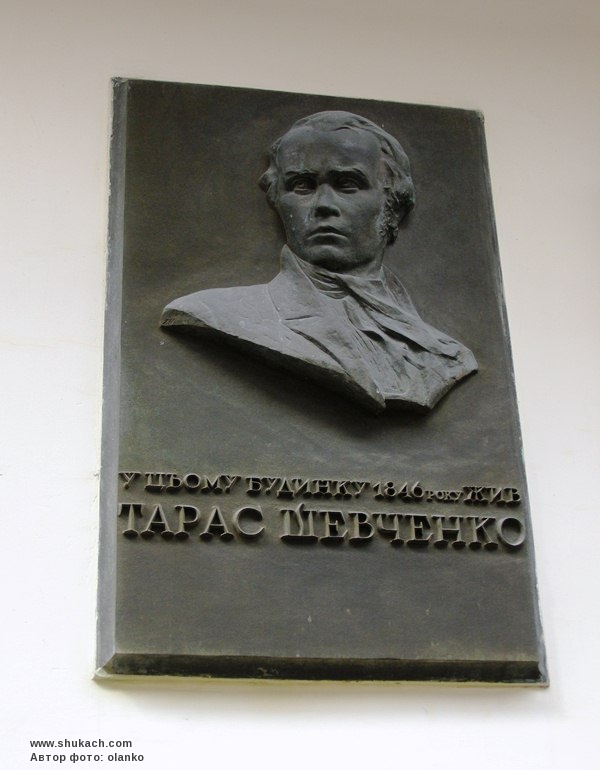 У ЦЬОМУ БУДИНКУ 1846 РОКУ ЖИВ
ТАРАС ШЕВЧЕНКО
www.shukach.com
Автор фото: olanko